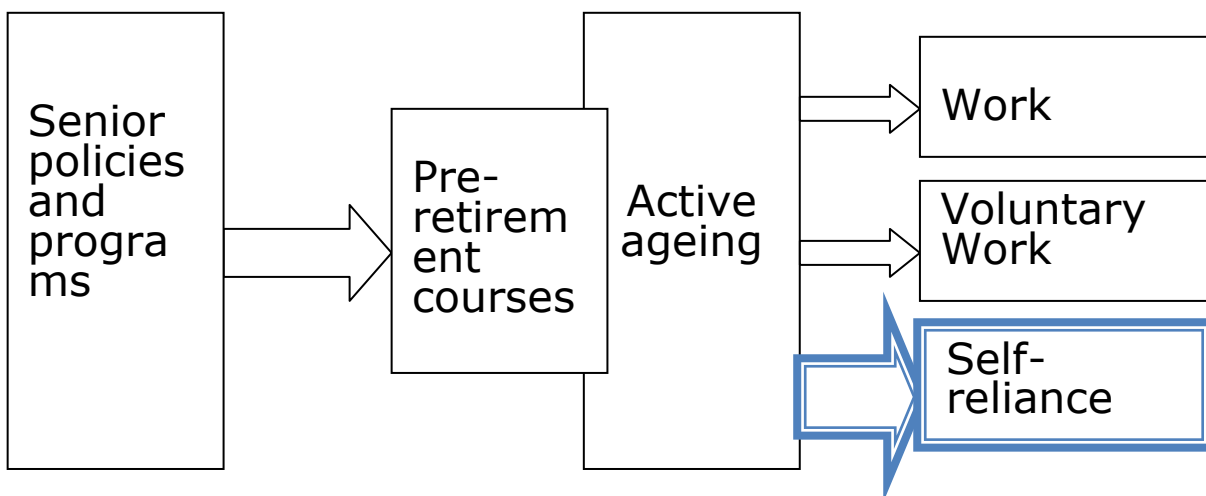 Senior
policies
and
progra
ms
Pre-
retirem
ent
courses
Active
ageing
Work
Voluntary
Work
Self-
reliance